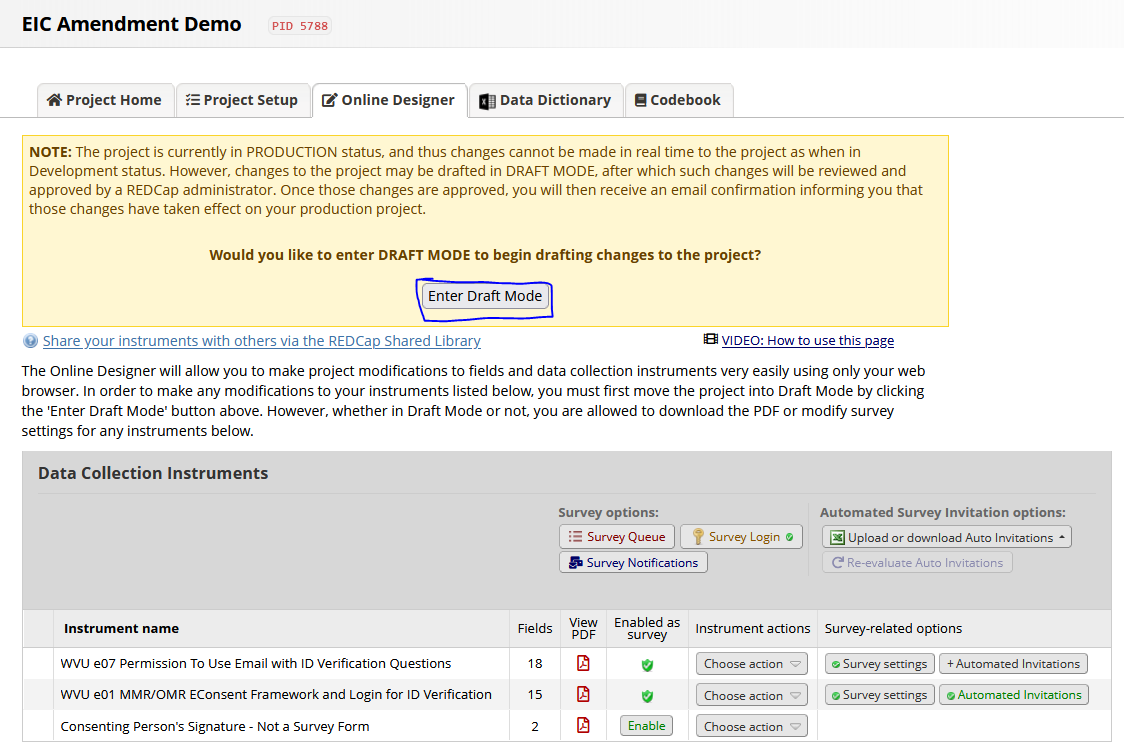 EIC Amendment Demo PID 5788
Project Home Project Setup Online Designer Data Dictionary Codebook
NOTE: The project is currently in PRODUCTION status, and thus changes cannot be made in real time to the project as when in
Development status. However, changes to the project may be drafted in DRAFT MODE, after which such changes will be reviewed and
approved by a REDCap administrator. Once those changes are approved, you will then receive an email confirmation informing you that
those changes have taken effect on your production project.
Would you like to enter DRAFT MODE to begin drafting changes to the project?
Enter Draft Mode
Share your instruments with others via the REDCap Shared Library VIDEO: How to use this page
The Online Designer will allow you to make project modifications to fields and data collection instruments very easily using only your web
browser. In order to make any modifications to your instruments listed below, you must first move the project into Draft Mode by clicking
the 'Enter Draft Mode' button above. However, whether in Draft Mode or not, you are allowed to download the PDF or modify survey
settings for any instruments below.
Data Collection Instruments
Survey options: Automated Survey Invitation options:
Survey Queue Survey Login Upload or download Auto Invitations
Survey Notifications Re-evaluate Auto Invitations
Instrument name Fields View PDF Enabled as survey Instrument actions Survey-related options
WVU e07 Permission To Use Email with ID Verification Questions 18 Choose action Survey settings + Automated Invitations
WVU e01 MMR/OMR EConsent Framework and Login for ID Verification 15 Choose action Survey settings Automated Invitations
Consenting Person's Signature - Not a Survey Form 2 Enable Choose action